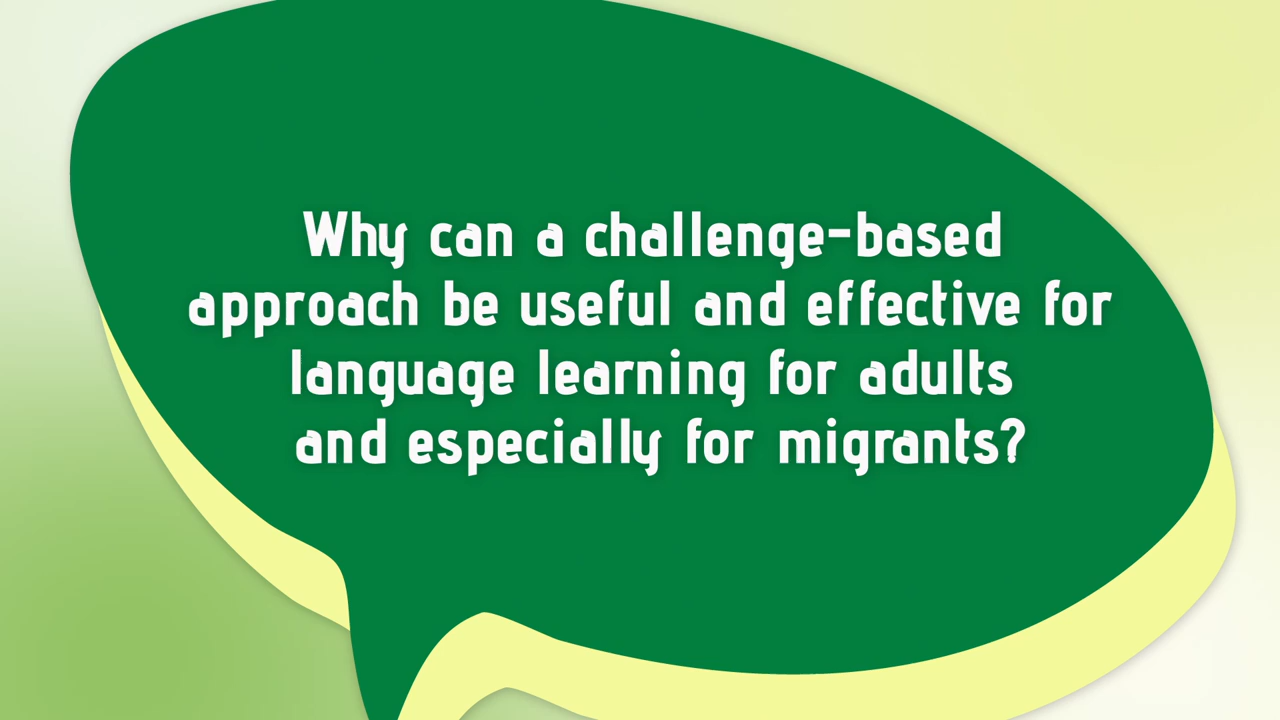 Why can a challenge-based
approach be useful and effective for
language learning for adults
and especially for migrants?